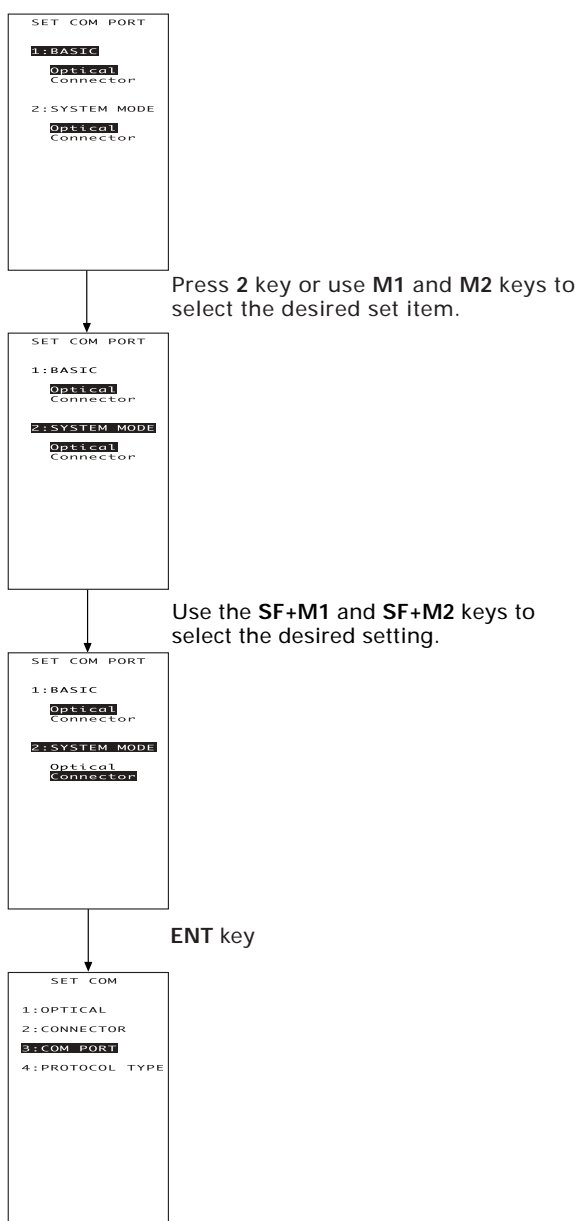 SET COM PORT
1:BASIC
Optical
Connector
2:SYSTEM MODE
Optical
Connector
Press 2 key or use M1 and M2 keys to
select the desired set item.
SET COM PORT
1:BASIC
Optical
Connector
2:SYSTEM MODE
Optical
Connector
Use the SF+M1 and SF+M2 keys to
select the desired setting.
SET COM PORT
1:BASIC
Optical
Connector
2:SYSTEM MODE
Optical
Connector
ENT key
SET COM
1:OPTICAL
2:CONNECTOR
3:COM PORT
4:PROTOCOL TYPE